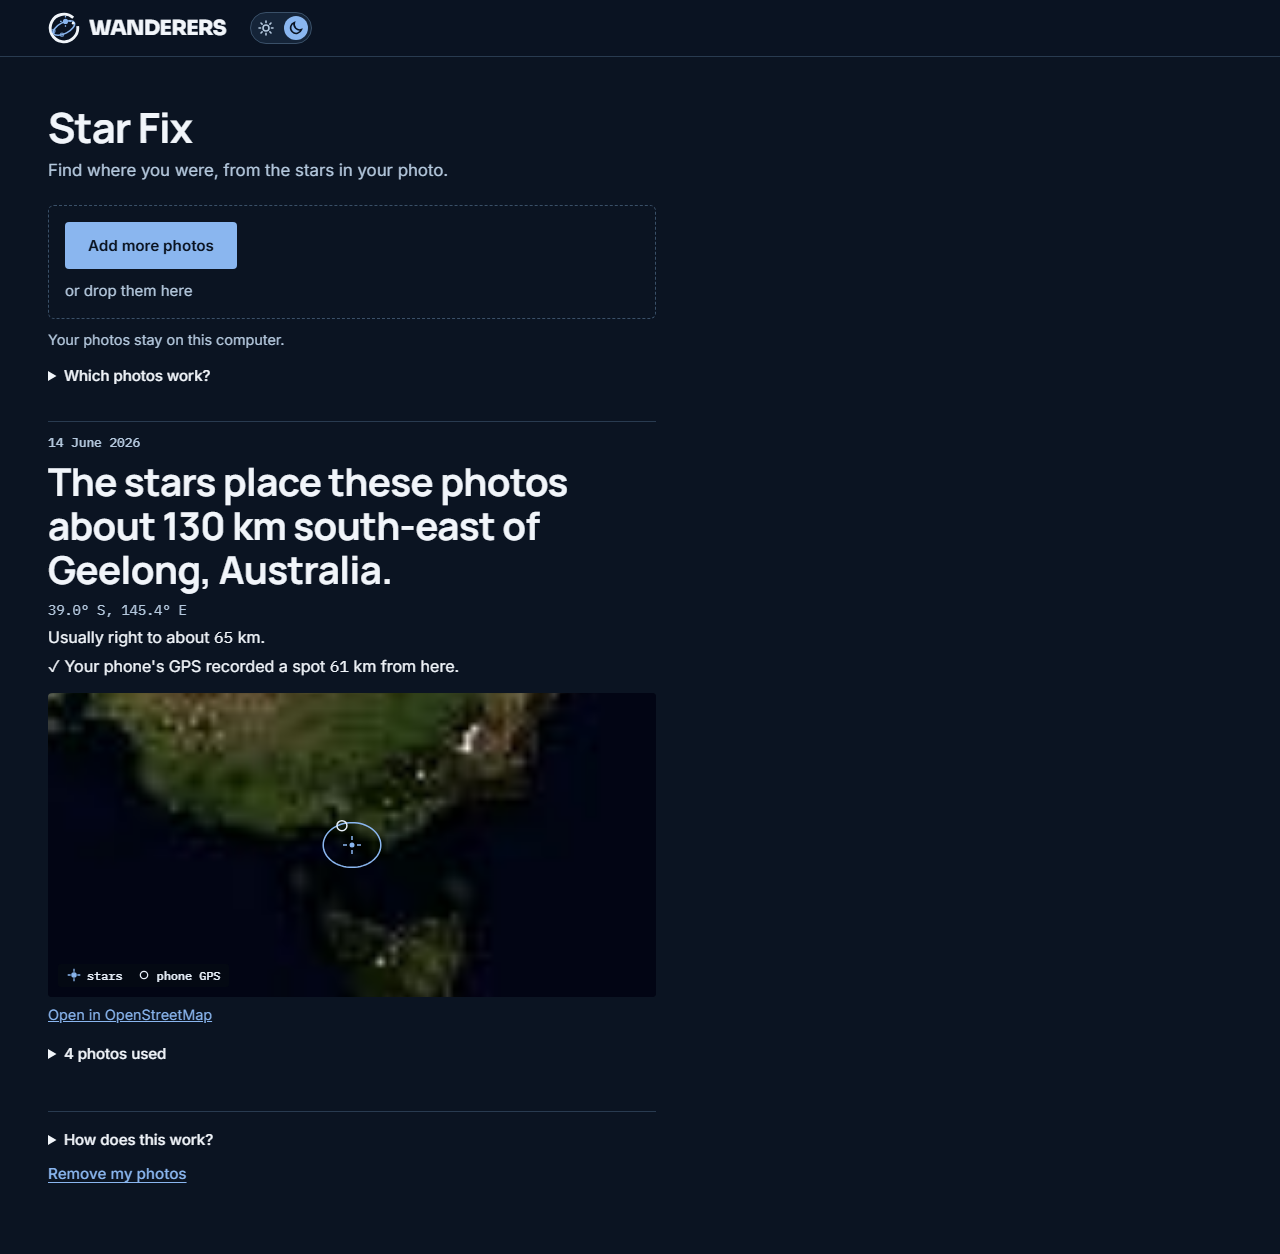 WANDERERS
Star Fix
Find where you were, from the stars in your photo.
Add more photos
or drop them here
Your photos stay on this computer.
Which photos work?
14 June 2026
The stars place these photos
about 130 km south-east of
Geelong, Australia.
39.0° S, 145.4° E
Usually right to about 65 km.
✓ Your phone's GPS recorded a spot 61 km from here.
stars phone GPS
Open in OpenStreetMap
4 photos used
How does this work?
Remove my photos